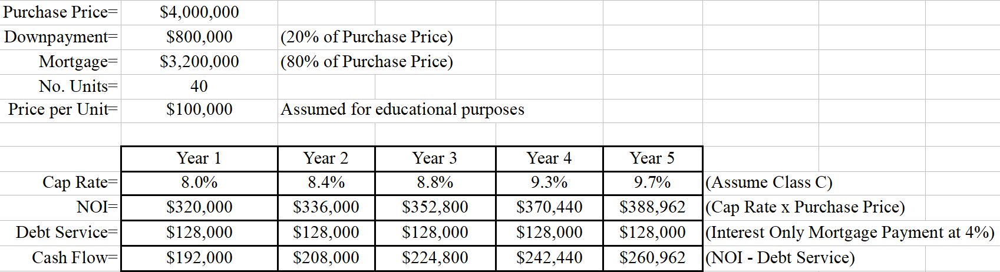 Purchase Price= $4,000,000
Downpayment= $800,000 (20% of Purchase Price)
Mortgage= $3,200,000 (80% of Purchase Price)
No. Units= 40
Price per Unit= $100,000 Assumed for educational purposes
Year 1 Year 2 Year 3 Year 4 Year 5
Cap Rate= 8.0% 8.4% 8.8% 9.3% 9.7% (Assume Class C)
NOI= $320,000 $336,000 $352,800 $370,440 $388,962 (Cap Rate x Purchase Price)
Debt Service= $128,000 $128,000 $128,000 $128,000 $128,000 (Interest Only Mortgage Payment at 4%)
Cash Flow= $192,000 $208,000 $224,800 $242,440 $260,962 (NOI - Debt Service)